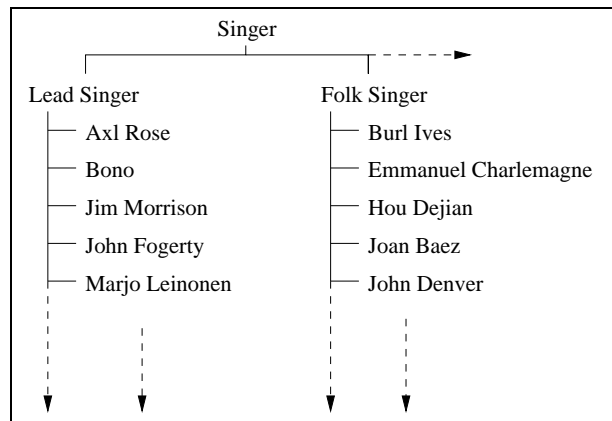 Singer
Lead Singer
Axl Rose
Bono
Jim Morrison
John Fogerty
Marjo Leinonen
Folk Singer
Burl Ives
Emmanuel Charlemagne
Hou Dejian
Joan Baez
John Denver